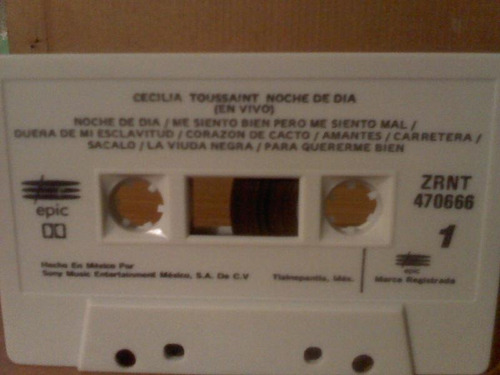 CECILIA TOUSSAINT NOCHE DE DIA
(EN VIVO)
NOCHE DE DIA / ME SIENTO BIEN PERO ME SIENTO MAL /
DUEÑA DE MI ESCLAVITUD / CORAZON DE CACTO / AMANTES / CARRETERA /
SACALO / LA VIUDA NEGRA / PARA QUERERME BIEN
epic
ZRNT
470666
1
Hecho En México Por
Sony Music Entertainment México, S.A. De C.V
Tlalnepantla, Méx.
epic
Marca Registrada